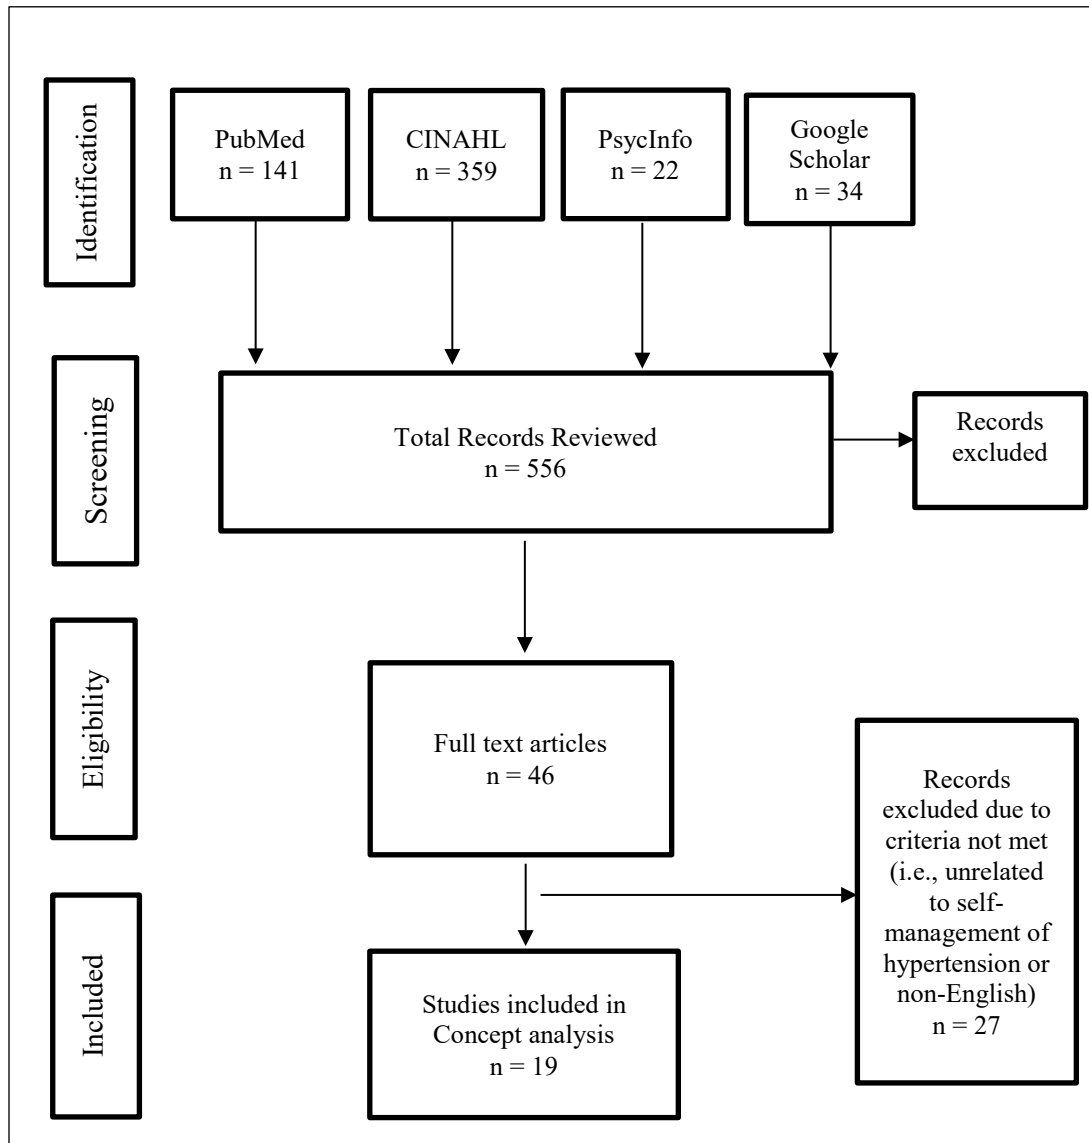 Identification
PubMed
n = 141
CINAHL
n = 359
PsycInfo
n = 22
Google
Scholar
n = 34
Screening
Total Records Reviewed
n = 556
Records
excluded
Eligibility
Full text articles
n = 46
Records
excluded due to
criteria not met
(i.e., unrelated
to self-
management of
hypertension or
non-English)
n = 27
Included
Studies included in
Concept analysis
n = 19